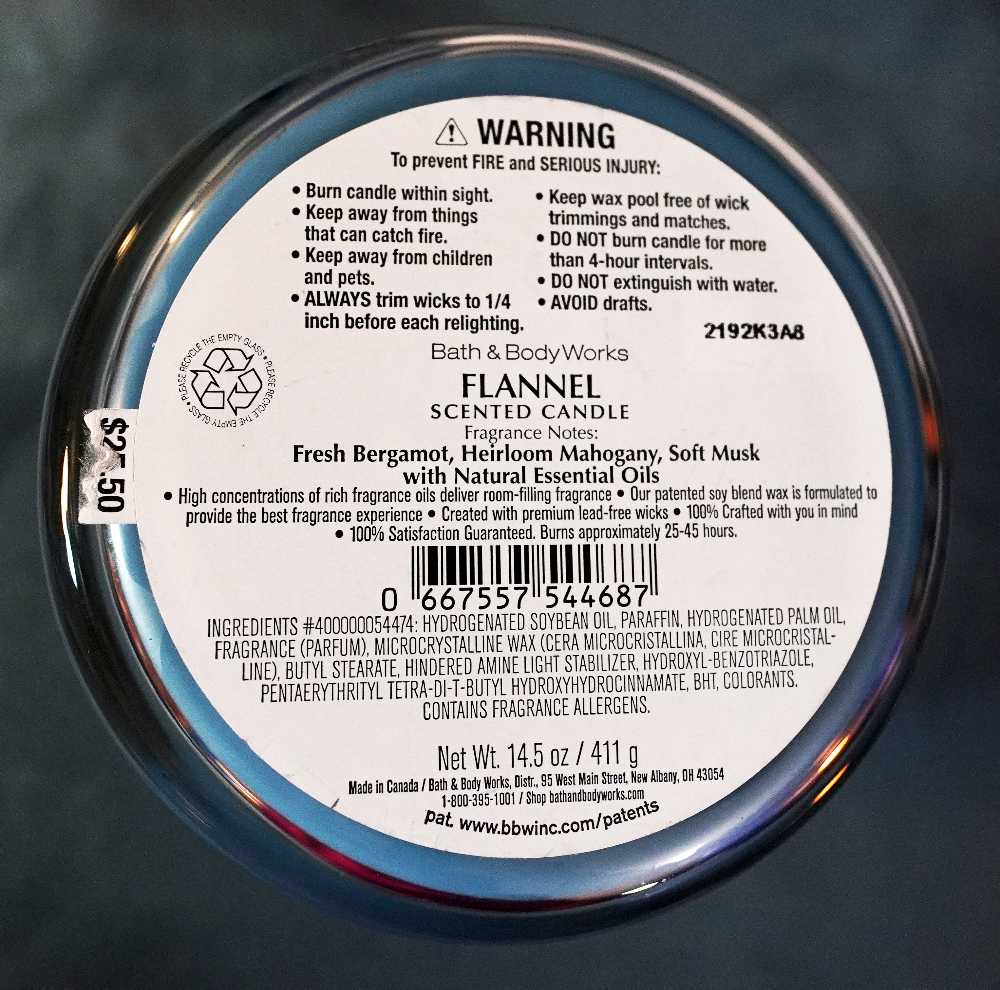 ⚠ WARNING
To prevent FIRE and SERIOUS INJURY:
• Burn candle within sight.
• Keep away from things
that can catch fire.
• Keep away from children
and pets.
• ALWAYS trim wicks to 1/4
inch before each relighting.
• Keep wax pool free of wick
trimmings and matches.
• DO NOT burn candle for more
than 4-hour intervals.
• DO NOT extinguish with water.
• AVOID drafts.
2192K3A8
PLEASE RECYCLE THE EMPTY GLASS • PLEASE RECYCLE THE EMPTY GLASS •
Bath & Body Works
FLANNEL
SCENTED CANDLE
Fragrance Notes:
Fresh Bergamot, Heirloom Mahogany, Soft Musk
with Natural Essential Oils
• High concentrations of rich fragrance oils deliver room-filling fragrance • Our patented soy blend wax is formulated to
provide the best fragrance experience • Created with premium lead-free wicks • 100% Crafted with you in mind
• 100% Satisfaction Guaranteed. Burns approximately 25-45 hours.
0 667557 544687
INGREDIENTS #400000054474: HYDROGENATED SOYBEAN OIL, PARAFFIN, HYDROGENATED PALM OIL,
FRAGRANCE (PARFUM), MICROCRYSTALLINE WAX (CERA MICROCRISTALLINA, CIRE MICROCRISTAL-
LINE), BUTYL STEARATE, HINDERED AMINE LIGHT STABILIZER, HYDROXYL-BENZOTRIAZOLE,
PENTAERYTHRITYL TETRA-DI-T-BUTYL HYDROXYHYDROCINNAMATE, BHT, COLORANTS.
CONTAINS FRAGRANCE ALLERGENS.
Net Wt. 14.5 oz / 411 g
Made in Canada / Bath & Body Works, Distr., 95 West Main Street, New Albany, OH 43054
1-800-395-1001 / Shop bathandbodyworks.com
pat. www.bbwinc.com/patents